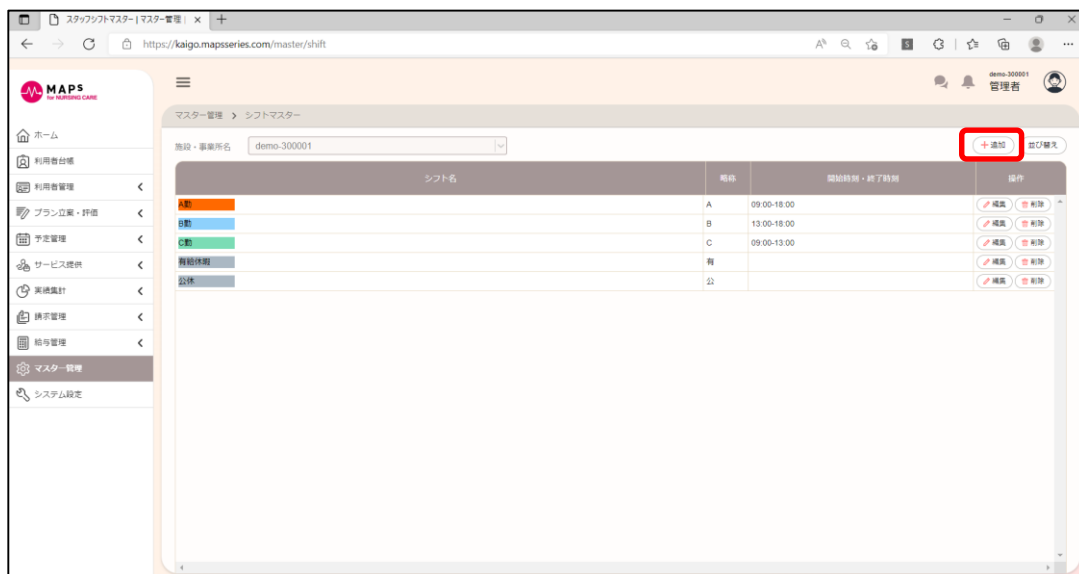 スタッフシフトマスター | マスター管理 |
https://kaigo.mapsseries.com/master/shift
MAPs
for NURSING CARE
demo-300001
管理者
マスター管理 > シフトマスター
施設・事業所名 demo-300001 +追加 並び替え
ホーム
利用者台帳
利用者管理
プラン立案・評価
予定管理
サービス提供
実績集計
請求管理
給与管理
マスター管理
システム設定
シフト名 略称 開始時刻・終了時刻 操作
A勤 A 09:00-18:00 編集 削除
B勤 B 13:00-18:00 編集 削除
C勤 C 09:00-13:00 編集 削除
有給休暇 有 編集 削除
公休 公 編集 削除